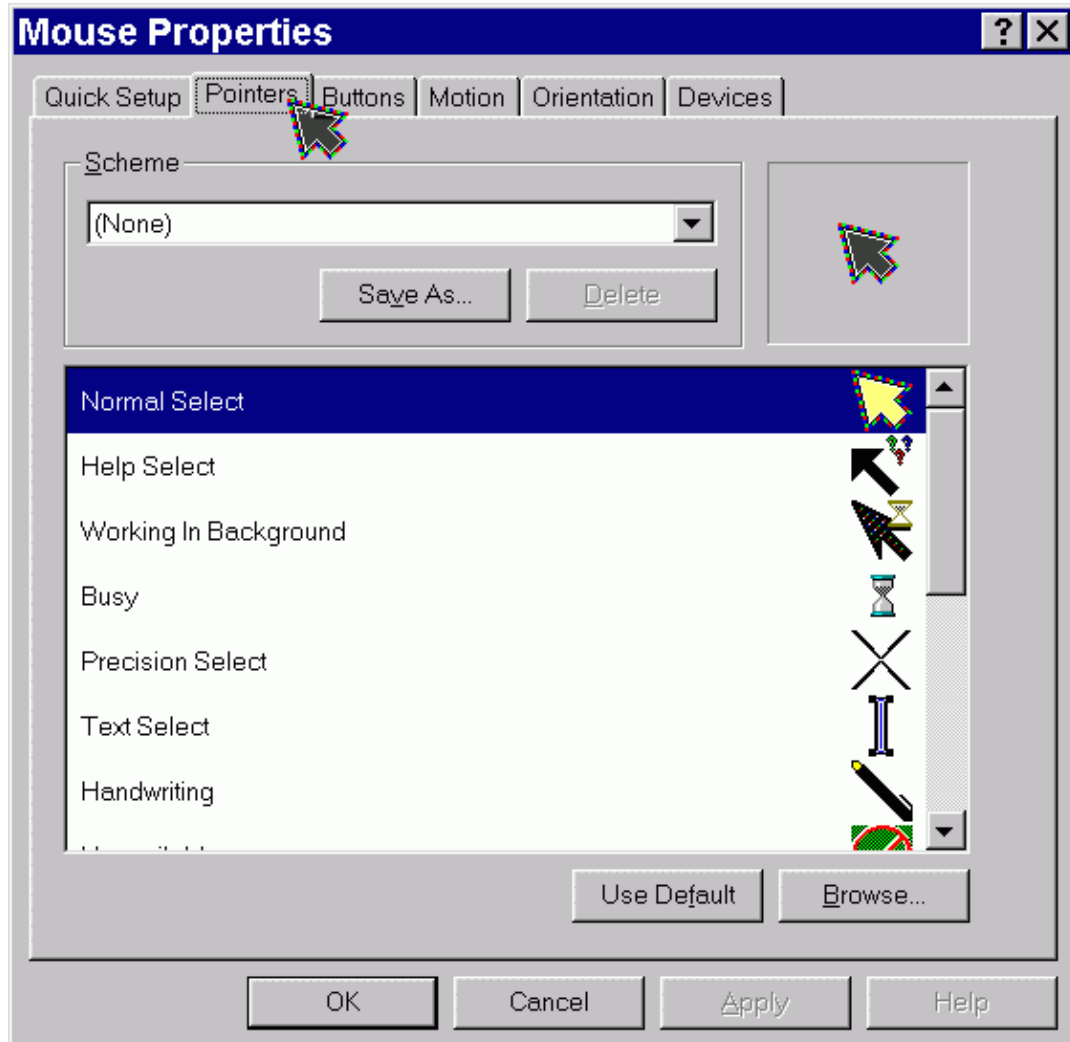 Mouse Properties
Quick Setup Pointers Buttons Motion Orientation Devices
Scheme
(None)
Save As... Delete
Normal Select
Help Select
Working In Background
Busy
Precision Select
Text Select
Handwriting
Use Default Browse...
OK Cancel Apply Help